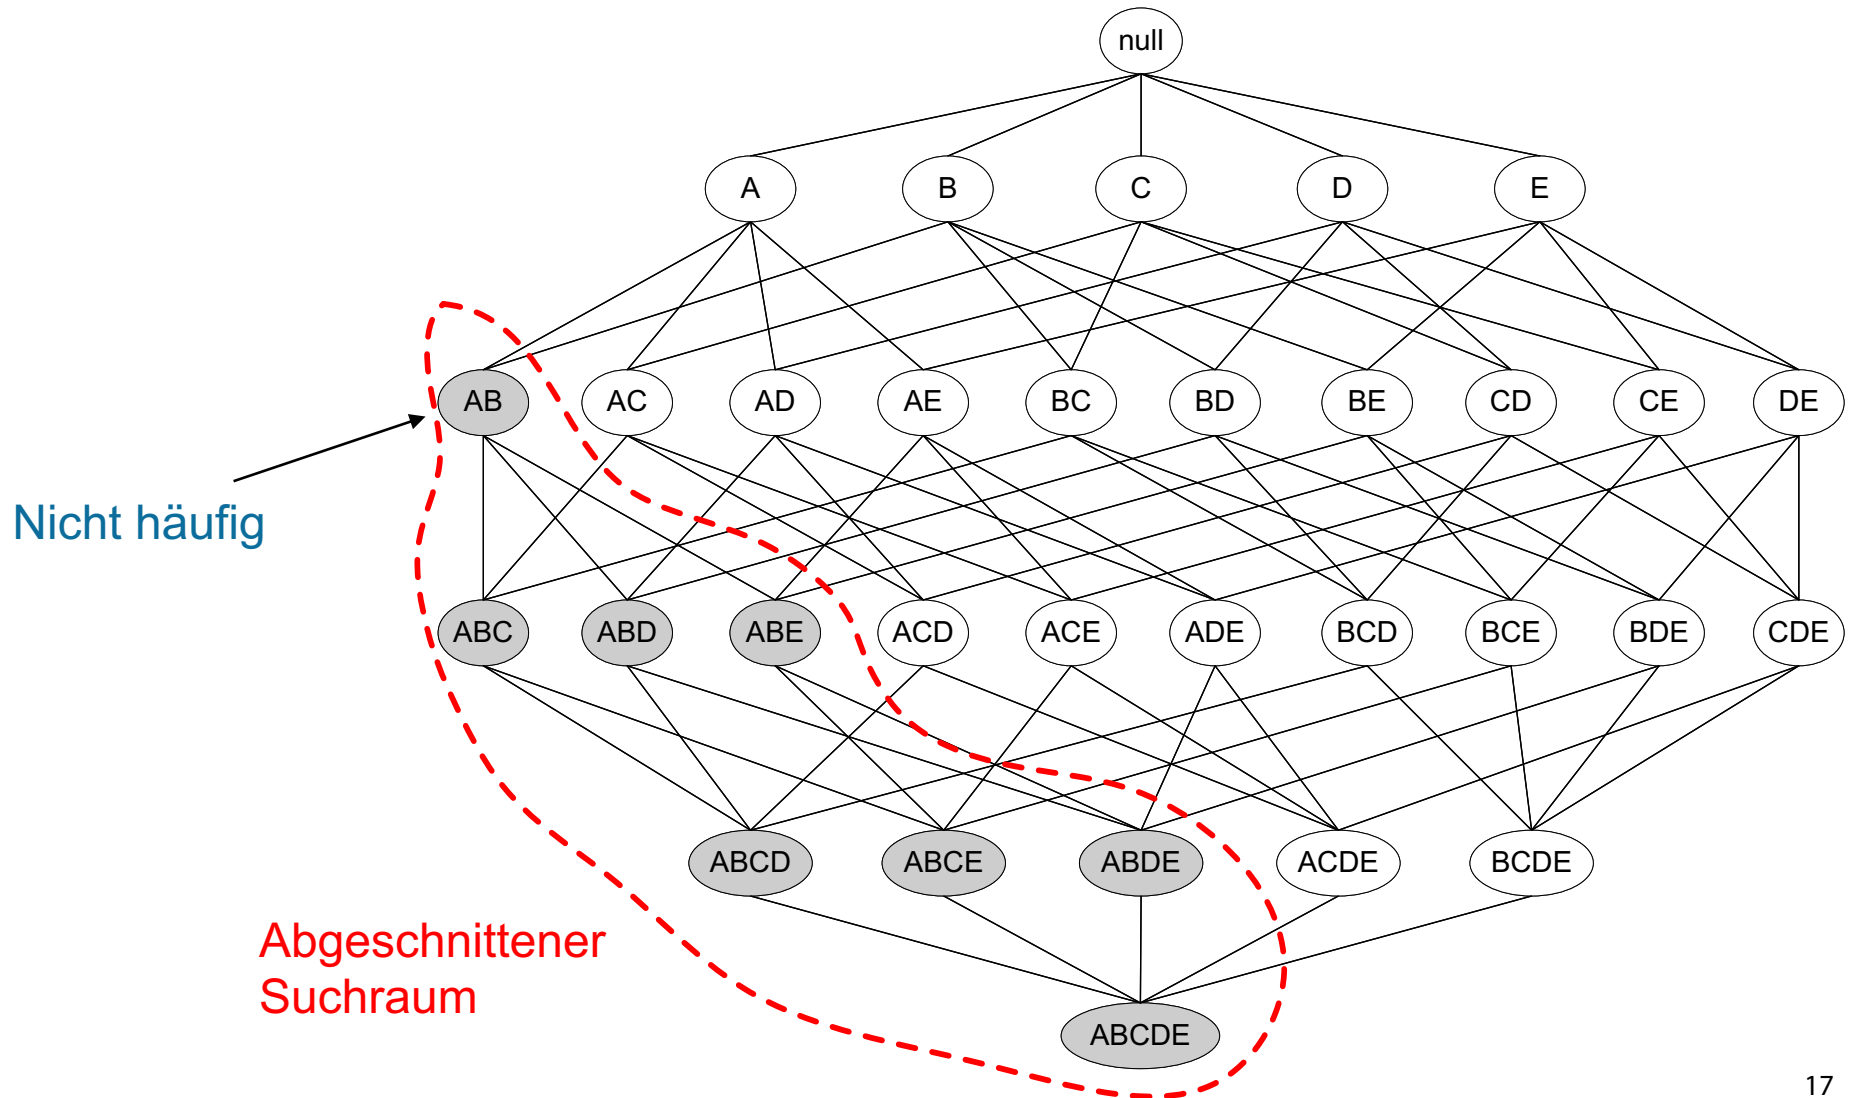 null
A B C D E
AB AC AD AE BC BD BE CD CE DE
Nicht häufig
ABC ABD ABE ACD ACE ADE BCD BCE BDE CDE
ABCD ABCE ABDE ACDE BCDE
Abgeschnittener
Suchraum
ABCDE
17